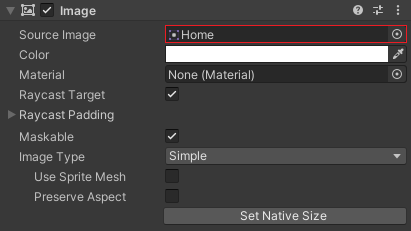 Image
Source Image Home
Color
Material None (Material)
Raycast Target
Raycast Padding
Maskable
Image Type Simple
Use Sprite Mesh
Preserve Aspect
Set Native Size